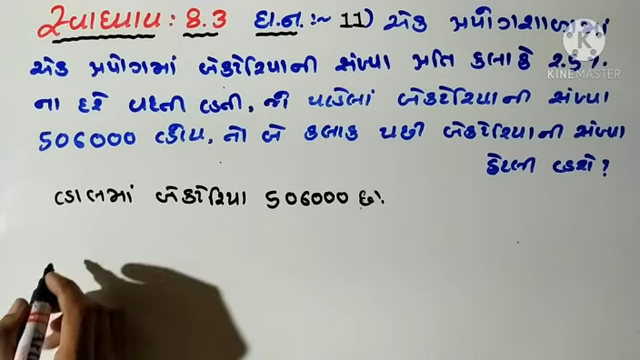 સ્વાધ્યાય : 8.3 દા.ન. :~ 11) એક પ્રયોગશાળામાં
એક પ્રયોગમાં બેક્ટેરિયાની સંખ્યા પ્રતિ કલાકે 2.5 %.
ના દરે વધતી હતી, જો પહેલાં બેક્ટેરિયાની સંખ્યા
506000 હોય, તો બે કલાક પછી બેક્ટેરિયાની સંખ્યા
કેટલી હશે?
હાલમાં બેક્ટેરિયા 506000 છે.
KINEMASTER